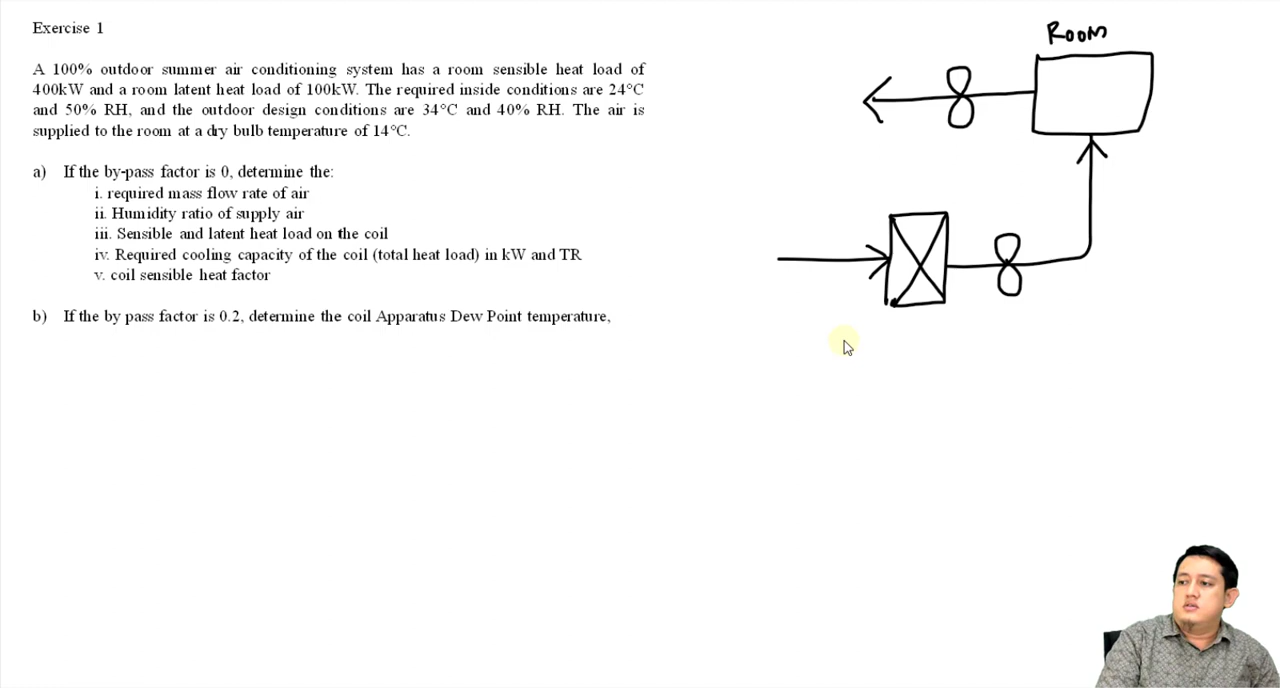 Exercise 1
A 100% outdoor summer air conditioning system has a room sensible heat load of
400kW and a room latent heat load of 100kW. The required inside conditions are 24°C
and 50% RH, and the outdoor design conditions are 34°C and 40% RH. The air is
supplied to the room at a dry bulb temperature of 14°C.
a) If the by-pass factor is 0, determine the:
i. required mass flow rate of air
ii. Humidity ratio of supply air
iii. Sensible and latent heat load on the coil
iv. Required cooling capacity of the coil (total heat load) in kW and TR
v. coil sensible heat factor
b) If the by pass factor is 0.2, determine the coil Apparatus Dew Point temperature,
Room